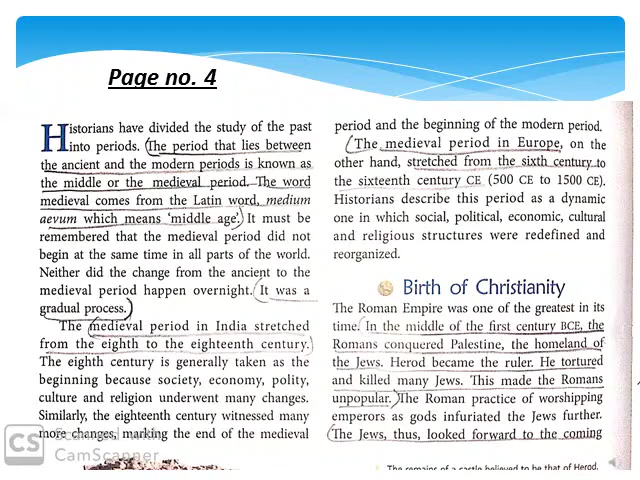 Page no. 4
Historians have divided the study of the past
into periods. (The period that lies between
the ancient and the modern periods is known as
the middle or the medieval period. The word
medieval comes from the Latin word, medium
aevum which means 'middle age'.) It must be
remembered that the medieval period did not
begin at the same time in all parts of the world.
Neither did the change from the ancient to the
medieval period happen overnight. (It was a
gradual process.)
The (medieval period in India stretched
from the eighth to the eighteenth century.)
The eighth century is generally taken as the
beginning because society, economy, polity,
culture and religion underwent many changes.
Similarly, the eighteenth century witnessed many
more changes, marking the end of the medieval
period and the beginning of the modern period.
(The medieval period in Europe, on the
other hand, stretched from the sixth century to
the sixteenth century CE (500 CE to 1500 CE).
Historians describe this period as a dynamic
one in which social, political, economic, cultural
and religious structures were redefined and
reorganized.
Birth of Christianity
The Roman Empire was one of the greatest in its
time. (In the middle of the first century BCE, the
Romans conquered Palestine, the homeland of
the Jews. Herod became the ruler. He tortured
and killed many Jews. This made the Romans
unpopular.) The Roman practice of worshipping
emperors as gods infuriated the Jews further.
(The Jews, thus, looked forward to the coming
The remains of a castle believed to be that of Herod.
CS Scanned with
CamScanner